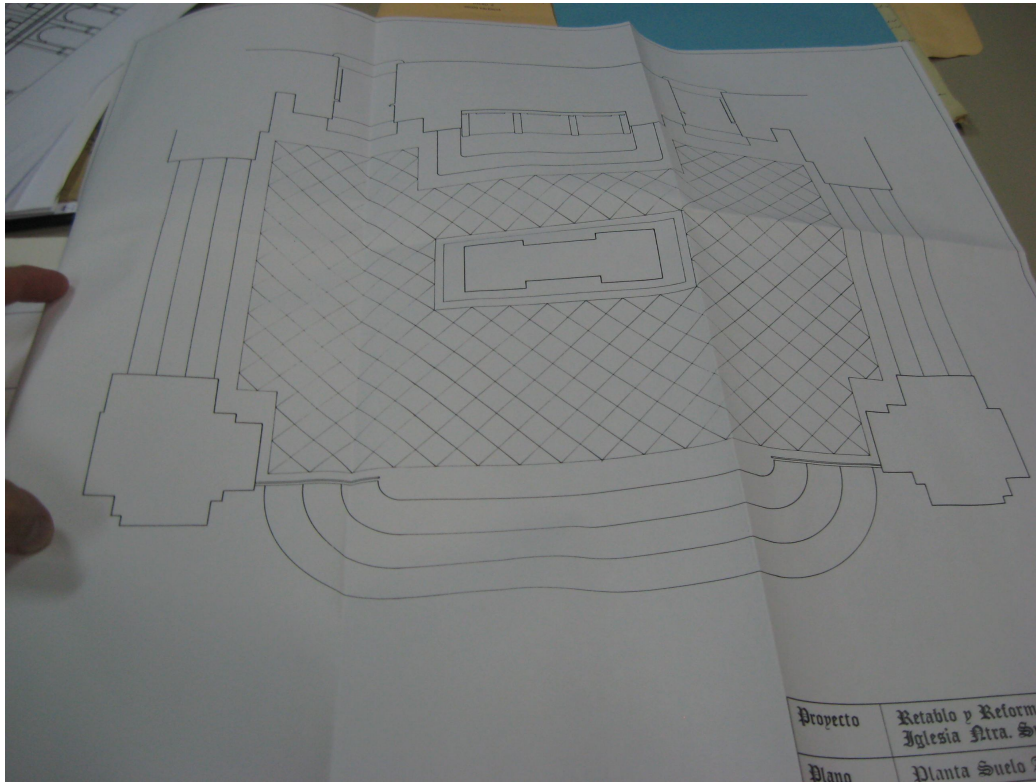 Proyecto
Retablo y Reform
Iglesia Ntra. S
Plano
Planta Suelo